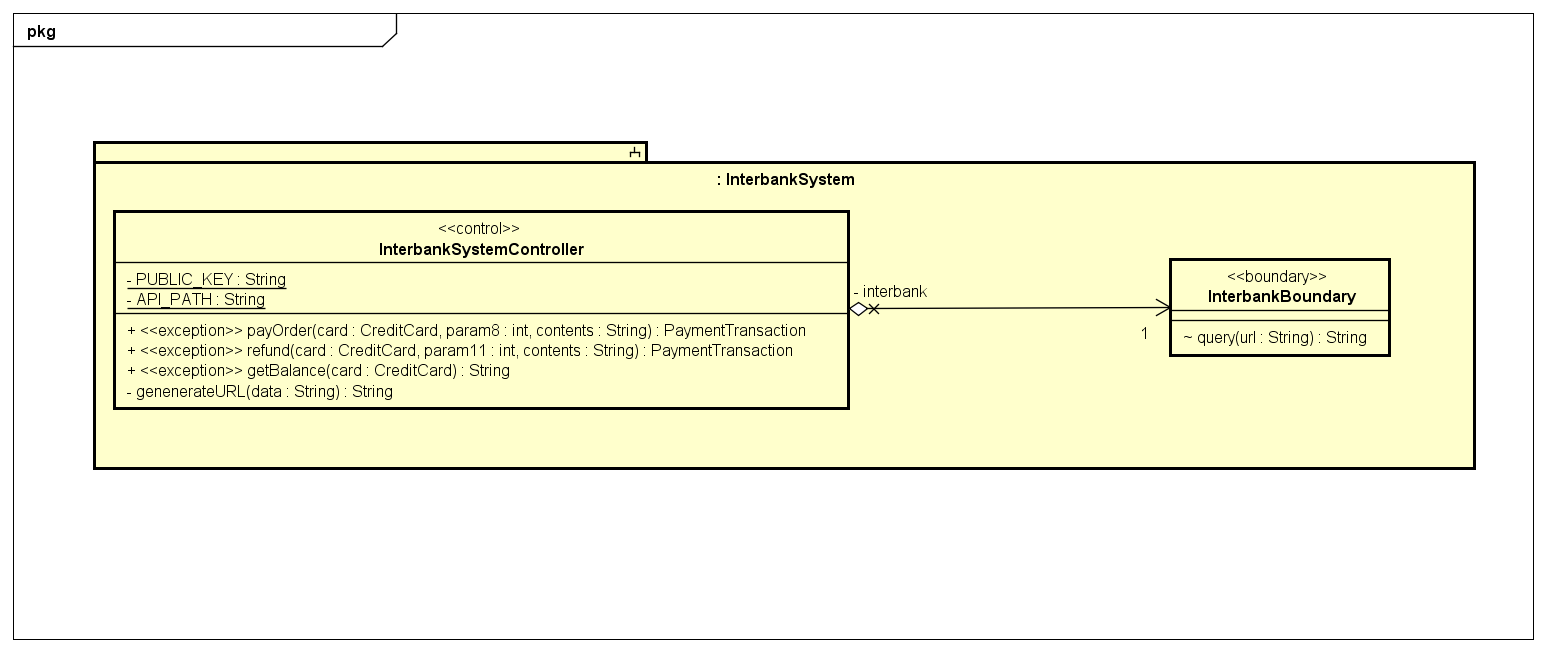 pkg
: InterbankSystem
<<control>>
InterbankSystemController
- PUBLIC_KEY : String
- API_PATH : String
+ <<exception>> payOrder(card : CreditCard, param8 : int, contents : String) : PaymentTransaction
+ <<exception>> refund(card : CreditCard, param11 : int, contents : String) : PaymentTransaction
+ <<exception>> getBalance(card : CreditCard) : String
- genenerateURL(data : String) : String
- interbank
1
<<boundary>>
InterbankBoundary
~ query(url : String) : String